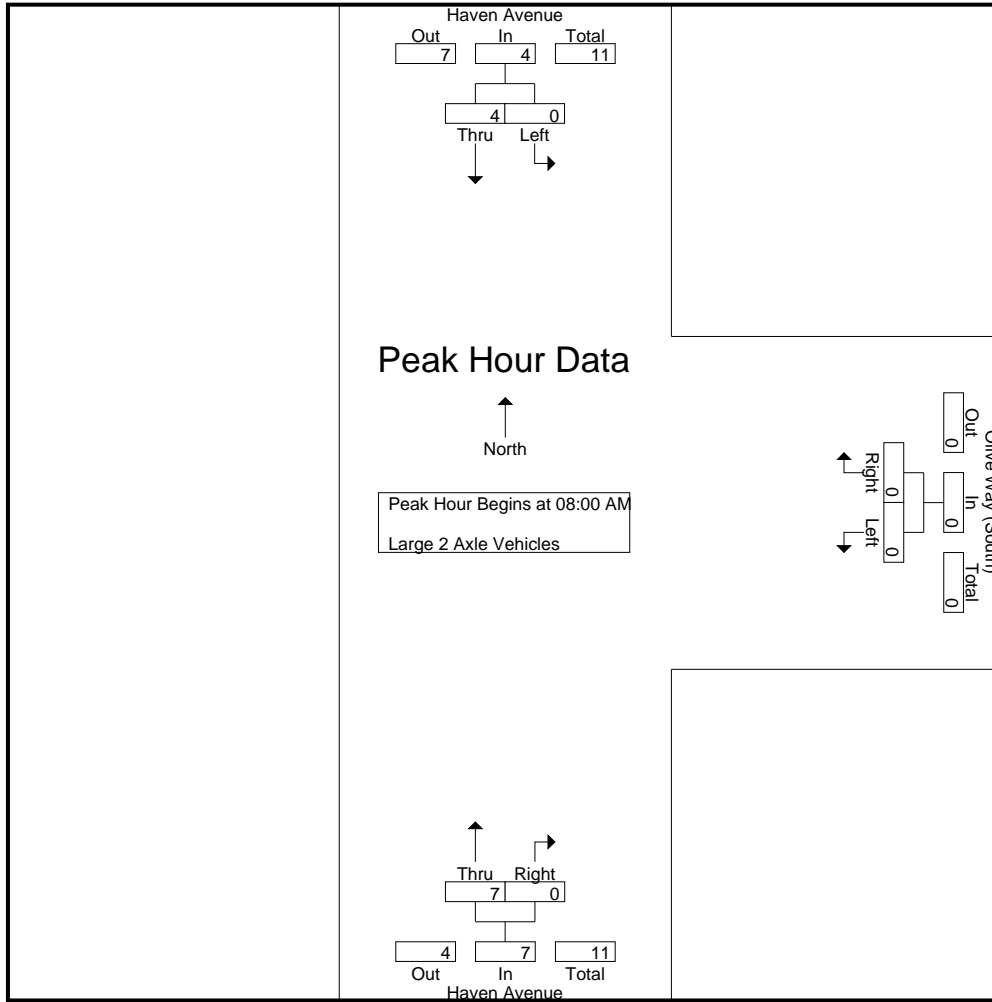 Haven Avenue
Out In Total
7 4 11
4 0
Thru Left
Peak Hour Data
North
Peak Hour Begins at 08:00 AM
Large 2 Axle Vehicles
Out
0
Right
0
In
0
Left
0
Total
0
Way (South)
Thru Right
7 0
4 7 11
Out In Total
Haven Avenue